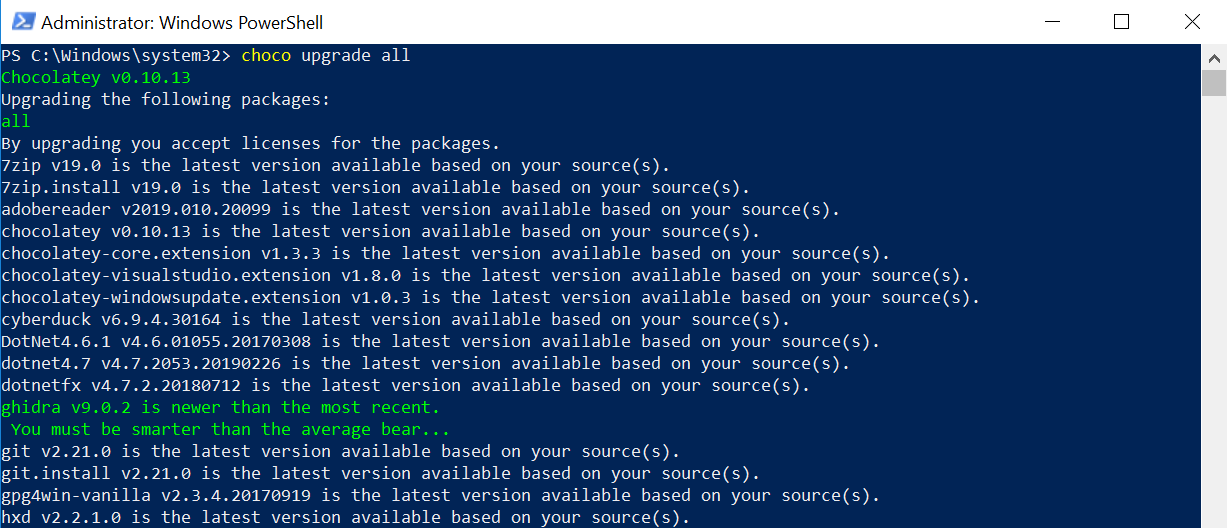 Administrator: Windows PowerShell
PS C:\Windows\system32> choco upgrade all
Chocolatey v0.10.13
Upgrading the following packages:
all
By upgrading you accept licenses for the packages.
7zip v19.0 is the latest version available based on your source(s).
7zip.install v19.0 is the latest version available based on your source(s).
adobereader v2019.010.20099 is the latest version available based on your source(s).
chocolatey v0.10.13 is the latest version available based on your source(s).
chocolatey-core.extension v1.3.3 is the latest version available based on your source(s).
chocolatey-visualstudio.extension v1.8.0 is the latest version available based on your source(s).
chocolatey-windowsupdate.extension v1.0.3 is the latest version available based on your source(s).
cyberduck v6.9.4.30164 is the latest version available based on your source(s).
DotNet4.6.1 v4.6.01055.20170308 is the latest version available based on your source(s).
dotnet4.7 v4.7.2053.20190226 is the latest version available based on your source(s).
dotnetfx v4.7.2.20180712 is the latest version available based on your source(s).
ghidra v9.0.2 is newer than the most recent.
 You must be smarter than the average bear...
git v2.21.0 is the latest version available based on your source(s).
git.install v2.21.0 is the latest version available based on your source(s).
gpg4win-vanilla v2.3.4.20170919 is the latest version available based on your source(s).
hxd v2.2.1.0 is the latest version available based on your source(s).